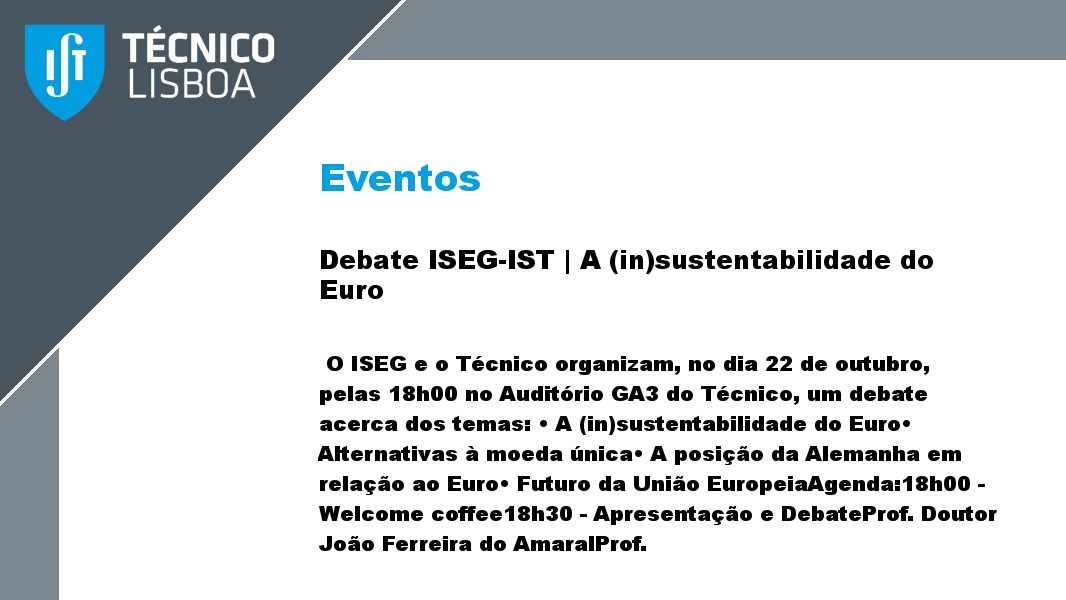 TÉCNICO
LISBOA
Eventos
Debate ISEG-IST | A (in)sustentabilidade do
Euro
O ISEG e o Técnico organizam, no dia 22 de outubro,
pelas 18h00 no Auditório GA3 do Técnico, um debate
acerca dos temas: • A (in)sustentabilidade do Euro•
Alternativas à moeda única• A posição da Alemanha em
relação ao Euro• Futuro da União EuropeiaAgenda:18h00 -
Welcome coffee18h30 - Apresentação e DebateProf. Doutor
João Ferreira do AmaralProf.